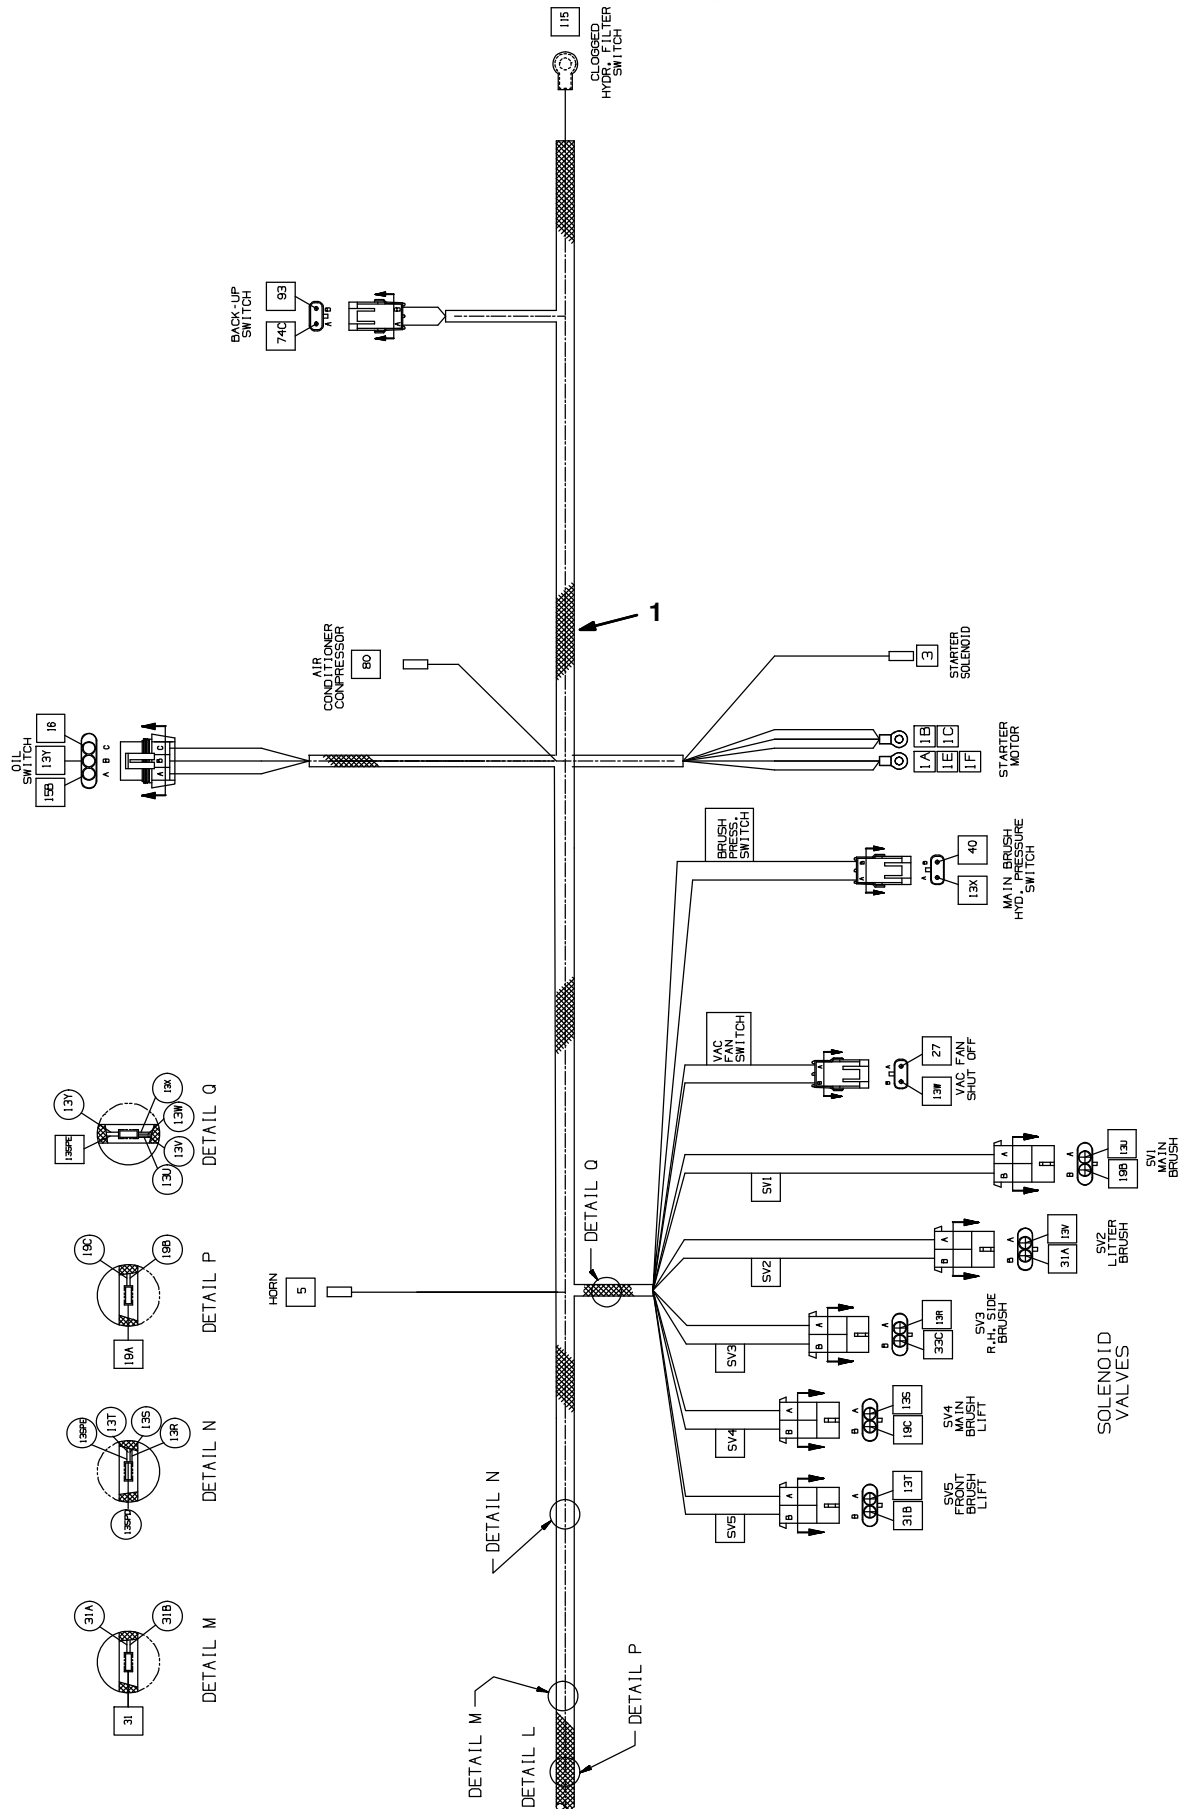 115
CLOGGED
HYDR. FILTER
SWITCH
BACK-UP
SWITCH
74C
93
A
B
A
B
1
AIR
CONDITIONER
CONPRESSOR
80
OIL
SWITCH
15B
13Y
16
A B C
A B C
3
STARTER
SOLENOID
1B
1C
1A
1E
1F
STARTER
MOTOR
BRUSH
PRESS.
SWITCH
A
B
A
B
13X
40
MAIN BRUSH
HYD. PRESSURE
SWITCH
VAC
FAN
SWITCH
B
A
B
A
13W
27
VAC FAN
SHUT OFF
SV1
B
A
B
A
19B
13U
SV1
MAIN
BRUSH
SV2
B
A
B
A
31A
13V
SV2
LITTER
BRUSH
SV3
B
A
B
A
33C
13R
SV3
R.H. SIDE
BRUSH
SV4
B
A
B
A
19C
13S
SV4
MAIN
BRUSH
LIFT
SV5
B
A
B
A
31B
13T
SV5
FRONT
BRUSH
LIFT
SOLENOID
VALVES
HORN
5
DETAIL Q
DETAIL N
DETAIL M
DETAIL L
DETAIL P
31
31A
31B
DETAIL M
13SPD
13SPE
13T
13S
13R
DETAIL N
19A
19C
19B
DETAIL P
13SPE
13Y
13X
13W
13V
13U
DETAIL Q